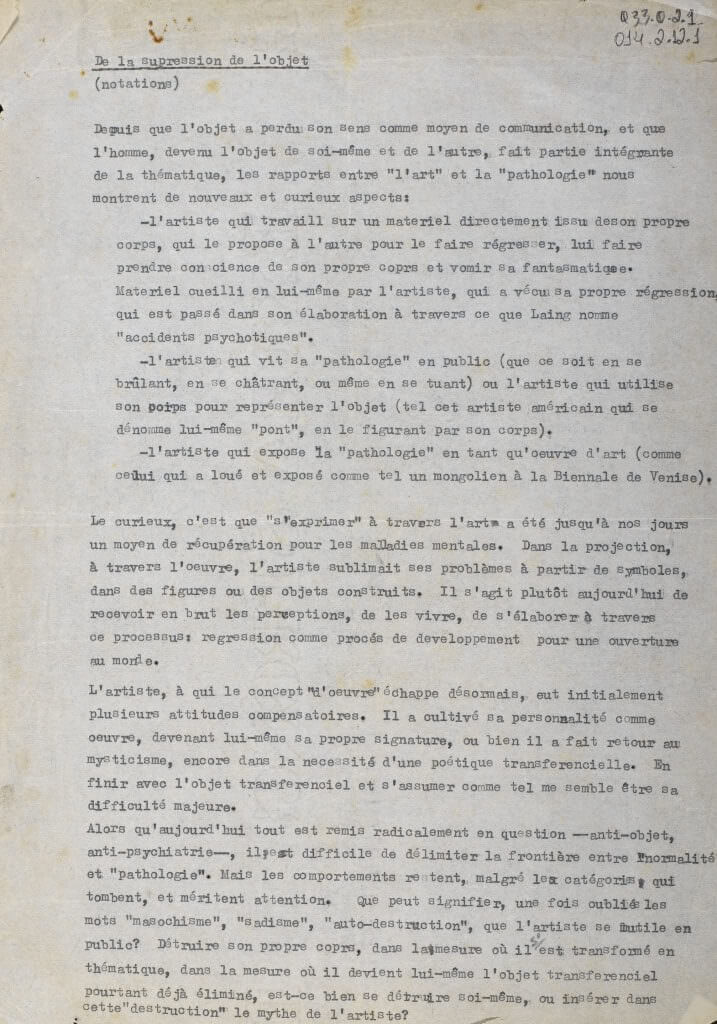 033.0.2.1
014.2.12.1
De la supression de l'objet
(notations)
Depuis que l'objet a perdu son sens comme moyen de communication, et que
l'homme, devenu l'objet de soi-même et de l'autre, fait partie intégrante
de la thématique, les rapports entre "l'art" et la "pathologie" nous
montrent de nouveaux et curieux aspects:
-l'artiste qui travaill sur un materiel directement issu deson propre
corps, qui le propose à l'autre pour le faire régresser, lui faire
prendre conscience de son propre coprs et vomir sa fantasmatique.
Materiel cueilli en lui-même par l'artiste, qui a vécu sa propre régression,
qui est passé dans son élaboration à travers ce que Laing nomme
"accidents psychotiques".
-l'artiste qui vit sa "pathologie" en public (que ce soit en se
brûlant, en se châtrant, ou même en se tuant) ou l'artiste qui utilise
son corps pour représenter l'objet (tel cet artiste américain qui se
dénomme lui-même "pont", en le figurant par son corps).
-l'artiste qui expose la "pathologie" en tant qu'oeuvre d'art (comme
celui qui a loué et exposé comme tel un mongolien à la Biennale de Venise).
Le curieux, c'est que "s'exprimer" à travers l'art a été jusqu'à nos jours
un moyen de récupération pour les maladies mentales. Dans la projection,
à travers l'oeuvre, l'artiste sublimait ses problèmes à partir de symboles,
dans des figures ou des objets construits. Il s'agit plutôt aujourd'hui de
recevoir en brut les perceptions, de les vivre, de s'élaborer à travers
ce processus: regression comme procés de developpement pour une ouverture
au monde.
L'artiste, à qui le concept "d'oeuvre" échappe désormais, eut initialement
plusieurs attitudes compensatoires. Il a cultivé sa personnalité comme
oeuvre, devenant lui-même sa propre signature, ou bien il a fait retour au
mysticisme, encore dans la necessité d'une poétique transferencielle. En
finir avec l'objet transferenciel et s'assumer comme tel me semble être sa
difficulté majeure.
Alors qu'aujourd'hui tout est remis radicalement en question —anti-objet,
anti-psychiatrie—, il est difficile de délimiter la frontière entre "normalité
et "pathologie". Mais les comportements restent, malgré les catégories qui
tombent, et méritent attention. Que peut signifier, une fois oubliés les
mots "masochisme", "sadisme", "auto-destruction", que l'artiste se mutile en
public? Détruire son propre coprs, dans la mesure où il s'est transformé en
thématique, dans la mesure où il devient lui-même l'objet transferenciel
pourtant déjà éliminé, est-ce bien se détruire soi-même, ou insérer dans
cette "destruction" le mythe de l'artiste?